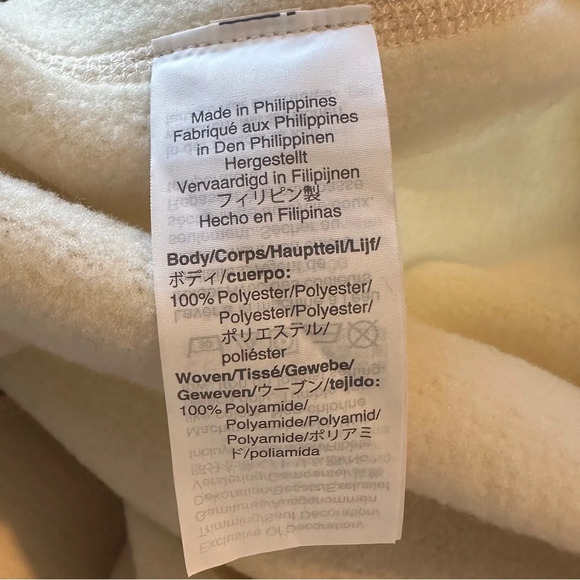 Made in Philippines
Fabriqué aux Philippines
in Den Philippinen
Hergestellt
Vervaardigd in Filipijnen
フィリピン製
Hecho en Filipinas
Body/Corps/Hauptteil/Lijf/
ボディ/cuerpo:
100% Polyester/Polyester/
Polyester/Polyester/
ポリエステル/
poliéster
Woven/Tissé/Gewebe/
Geweven/ウーブン/tejido:
100% Polyamide/
Polyamide/Polyamid/
Polyamide/ポリアミ
ド/poliamida